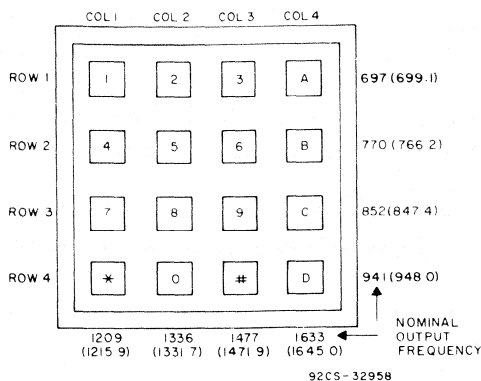 COL 1 COL 2 COL 3 COL 4
ROW 1 1 2 3 A 697 (699.1)
ROW 2 4 5 6 B 770 (766 2)
ROW 3 7 8 9 C 852 (847 4)
ROW 4 * 0 # D 941 (948 0)
1209 1336 1477 1633
(1215 9) (1331 7) (1471 9) (1645 0)
NOMINAL
OUTPUT
FREQUENCY
92CS-32958